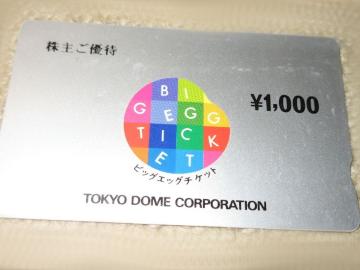 株主ご優待
BI
GEGG
TICK
ET
ビッグエッグチケット
¥1,000
TOKYO DOME CORPORATION